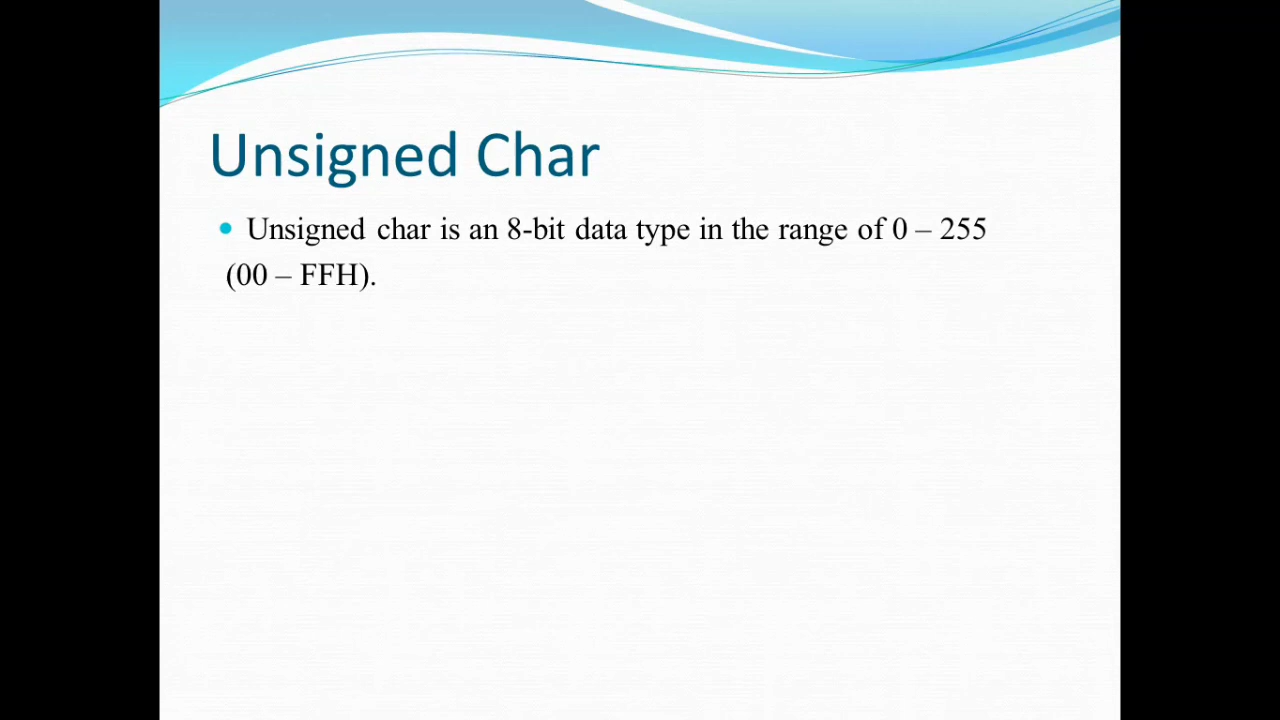 Unsigned Char
• Unsigned char is an 8-bit data type in the range of 0 – 255
(00 – FFH).